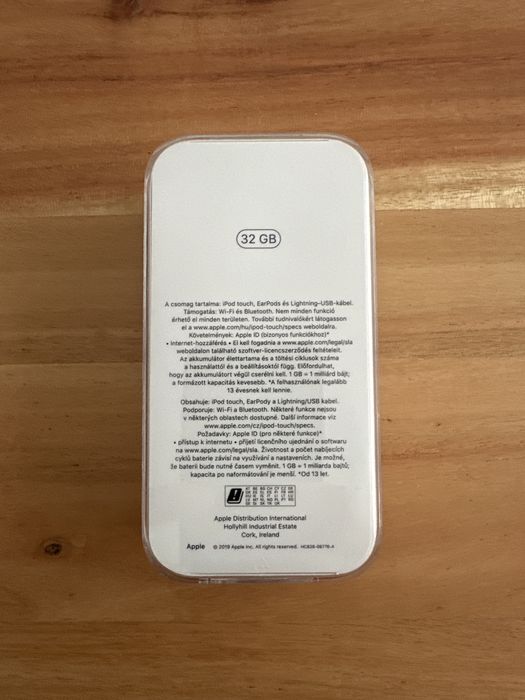 32 GB
A csomag tartalma: iPod touch, EarPods és Lightning–USB-kábel.
Támogatás: Wi-Fi és Bluetooth. Nem minden funkció
érhető el minden területen. További tudnivalókért látogasson
el a www.apple.com/hu/ipod-touch/specs weboldalra.
Követelmények: Apple ID (bizonyos funkciókhoz)*
• Internet-hozzáférés • El kell fogadnia a www.apple.com/legal/sla
weboldalon található szoftver-licencszerződés feltételeit.
Az akkumulátor élettartama és a töltési ciklusok száma
a használattól és a beállításoktól függ. Előfordulhat,
hogy az akkumulátort végül cserélni kell. 1 GB = 1 milliárd bájt;
a formázott kapacitás kevesebb. *A felhasználónak legalább
13 évesnek kell lennie.
Obsahuje: iPod touch, EarPody a Lightning/USB kabel.
Podporuje: Wi-Fi a Bluetooth. Některé funkce nejsou
v některých oblastech dostupné. Další informace viz
www.apple.com/cz/ipod-touch/specs.
Požadavky: Apple ID (pro některé funkce)*
• přístup k internetu • přijetí licenčního ujednání o softwaru
na www.apple.com/legal/sla. Životnost a počet nabíjecích
cyklů baterie závisí na využívání a nastaveních. Je možné,
že baterii bude nutné časem vyměnit. 1 GB = 1 miliarda bajtů;
kapacita po naformátování je menší. *Od 13 let.
Apple Distribution International
Hollyhill Industrial Estate
Cork, Ireland
Apple © 2019 Apple Inc. All rights reserved.